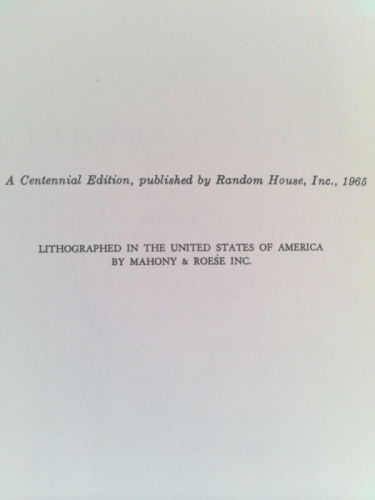 A Centennial Edition, published by Random House, Inc., 1965
LITHOGRAPHED IN THE UNITED STATES OF AMERICA
BY MAHONY & ROESE INC.